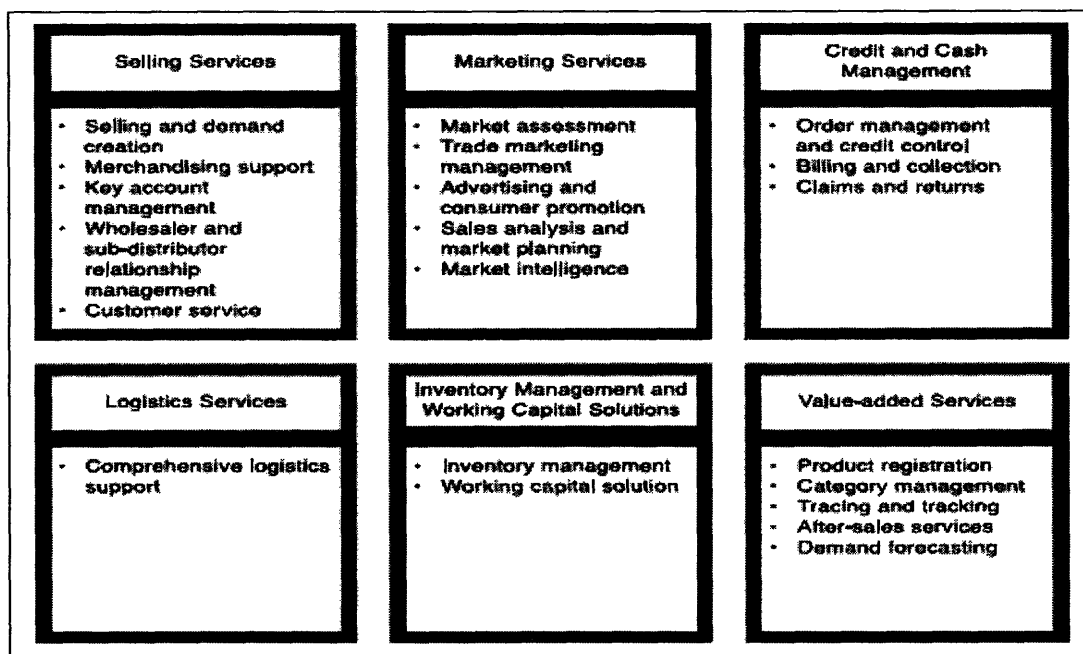 Selling Services
• Selling and demand
creation
• Merchandising support
• Key account
management
• Wholesaler and
sub-distributor
relationship
management
• Customer service
Marketing Services
• Market assessment
• Trade marketing
management
• Advertising and
consumer promotion
• Sales analysis and
market planning
• Market intelligence
Credit and Cash
Management
• Order management
and credit control
• Billing and collection
• Claims and returns
Logistics Services
• Comprehensive logistics
support
Inventory Management and
Working Capital Solutions
• Inventory management
• Working capital solution
Value-added Services
• Product registration
• Category management
• Tracing and tracking
• After-sales services
• Demand forecasting